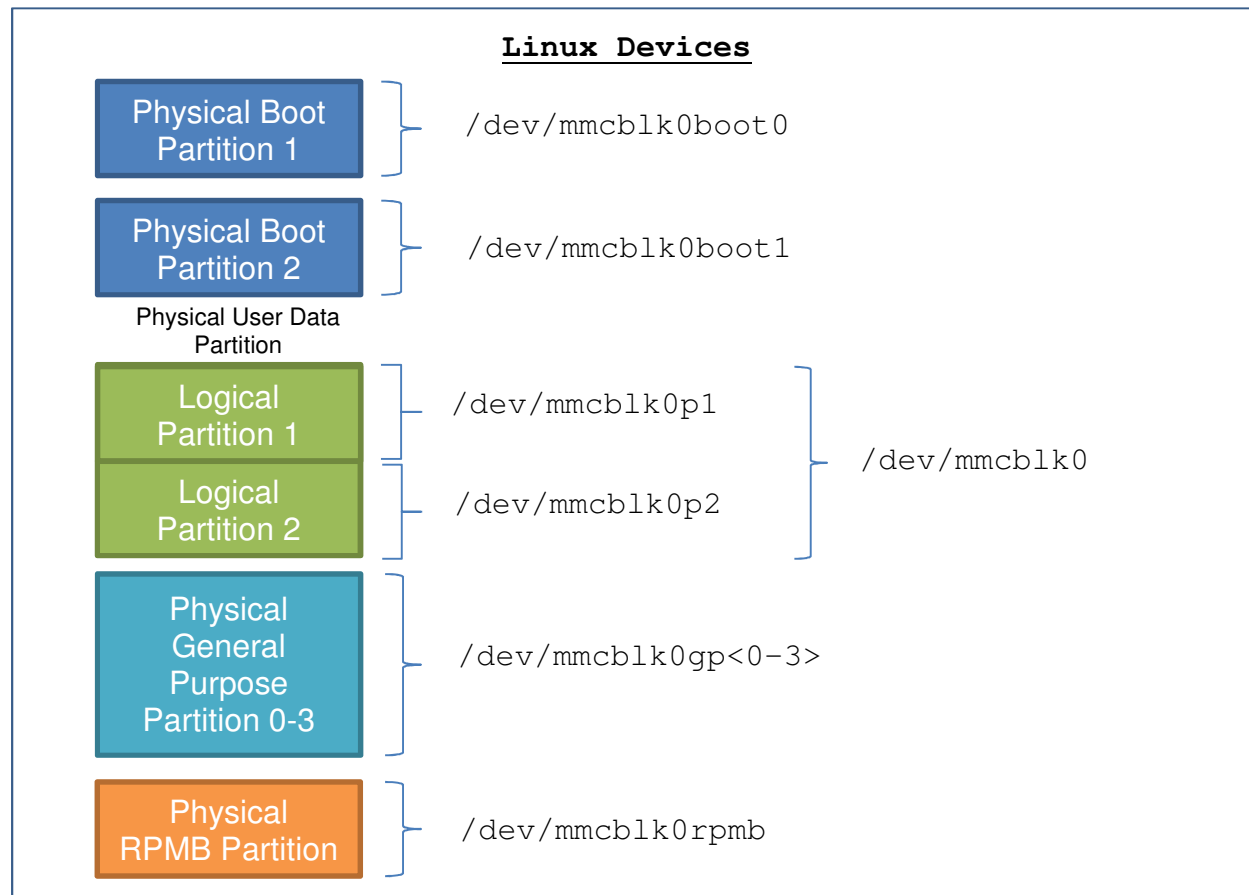 Linux Devices
Physical Boot
Partition 1
/dev/mmcblk0boot0
Physical Boot
Partition 2
/dev/mmcblk0boot1
Physical User Data
Partition
Logical
Partition 1
/dev/mmcblk0p1
/dev/mmcblk0
Logical
Partition 2
/dev/mmcblk0p2
Physical
General
Purpose
Partition 0-3
/dev/mmcblk0gp<0-3>
Physical
RPMB Partition
/dev/mmcblk0rpmb